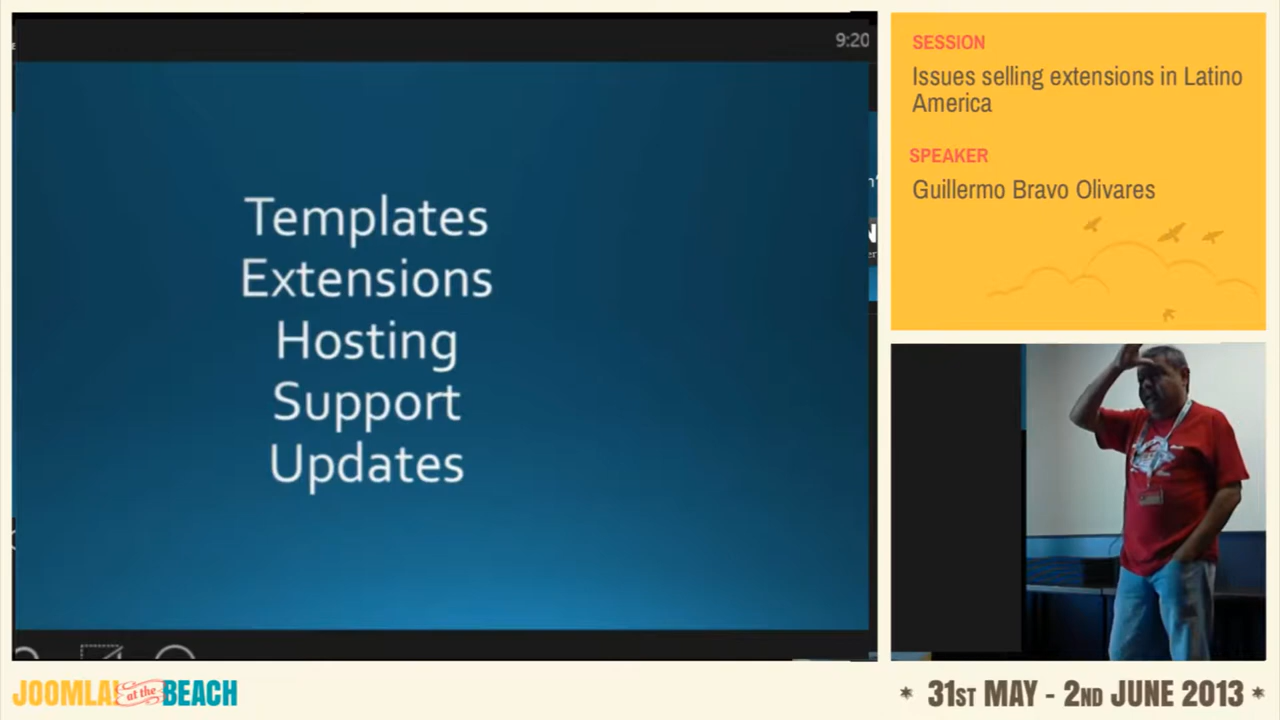 9:20
Templates
Extensions
Hosting
Support
Updates
SESSION
Issues selling extensions in Latino
America
SPEAKER
Guillermo Bravo Olivares
JOOMLA! at the BEACH
* 31ST MAY - 2ND JUNE 2013 *